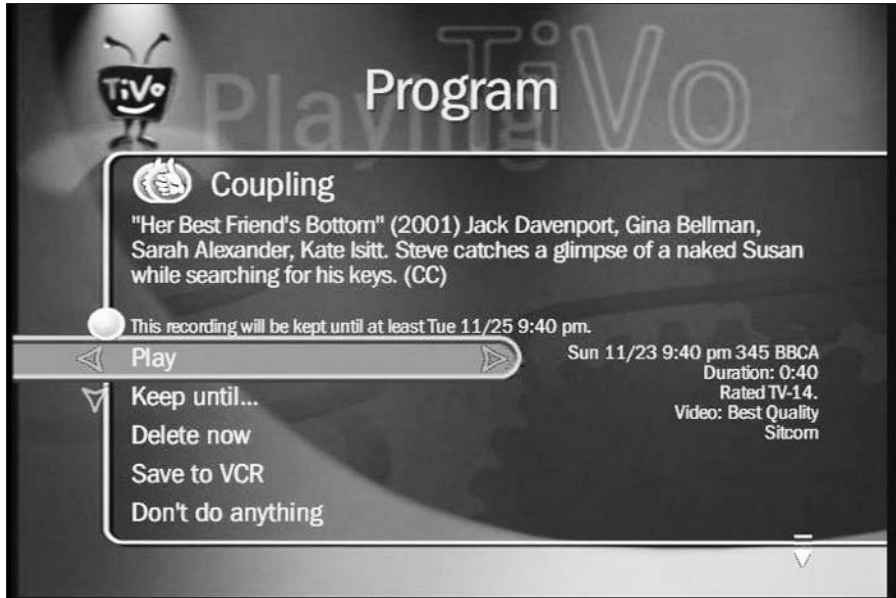 TiVo
Playing TiVo
Program
Coupling
"Her Best Friend's Bottom" (2001) Jack Davenport, Gina Bellman,
Sarah Alexander, Kate Isitt. Steve catches a glimpse of a naked Susan
while searching for his keys. (CC)
This recording will be kept until at least Tue 11/25 9:40 pm.
Play
Keep until...
Delete now
Save to VCR
Don't do anything
Sun 11/23 9:40 pm 345 BBCA
Duration: 0:40
Rated TV-14.
Video: Best Quality
Sitcom